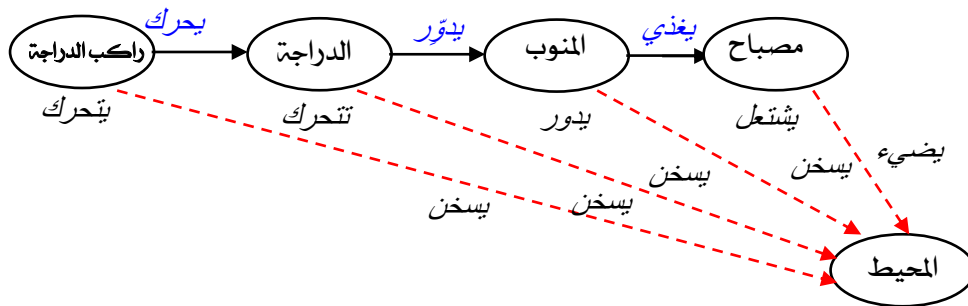 يحرك
يدوّر
يغذي
راكب الدراجة
الدراجة
المنوب
مصباح
يتحرك
تتحرك
يدور
يشتعل
يضيء
يسخن
يسخن
يسخن
يسخن
المحيط